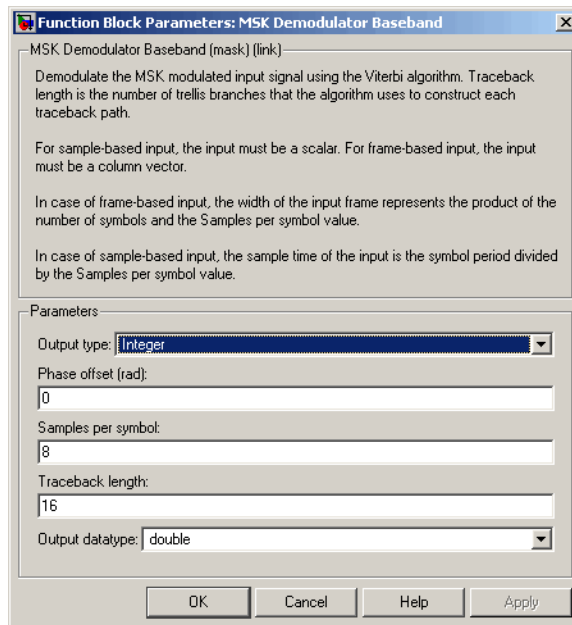 Function Block Parameters: MSK Demodulator Baseband
MSK Demodulator Baseband (mask) (link)
Demodulate the MSK modulated input signal using the Viterbi algorithm. Traceback
length is the number of trellis branches that the algorithm uses to construct each
traceback path.
For sample-based input, the input must be a scalar. For frame-based input, the input
must be a column vector.
In case of frame-based input, the width of the input frame represents the product of the
number of symbols and the Samples per symbol value.
In case of sample-based input, the sample time of the input is the symbol period divided
by the Samples per symbol value.
Parameters
Output type: Integer
Phase offset (rad):
0
Samples per symbol:
8
Traceback length:
16
Output datatype: double
OK Cancel Help Apply